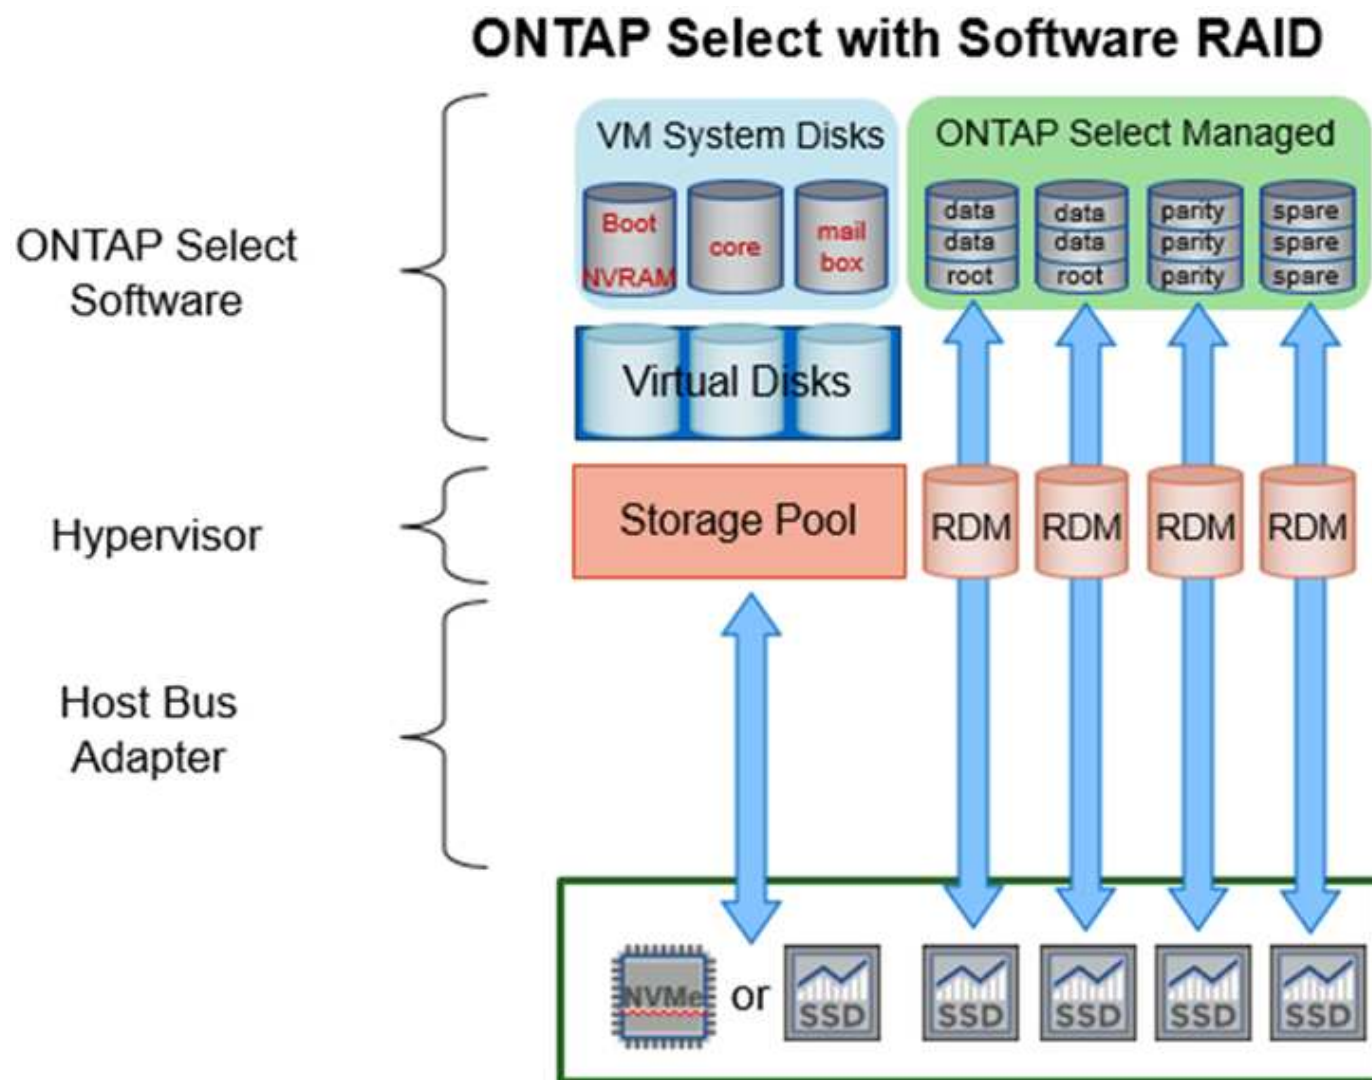 ONTAP Select with Software RAID
ONTAP Select
Software
VM System Disks
ONTAP Select Managed
Boot
NVRAM
core
mail
box
data
data
root
data
data
root
parity
parity
parity
spare
spare
spare
Virtual Disks
Hypervisor
Storage Pool
RDM
RDM
RDM
RDM
Host Bus
Adapter
NVMe
or
SSD
SSD
SSD
SSD
SSD